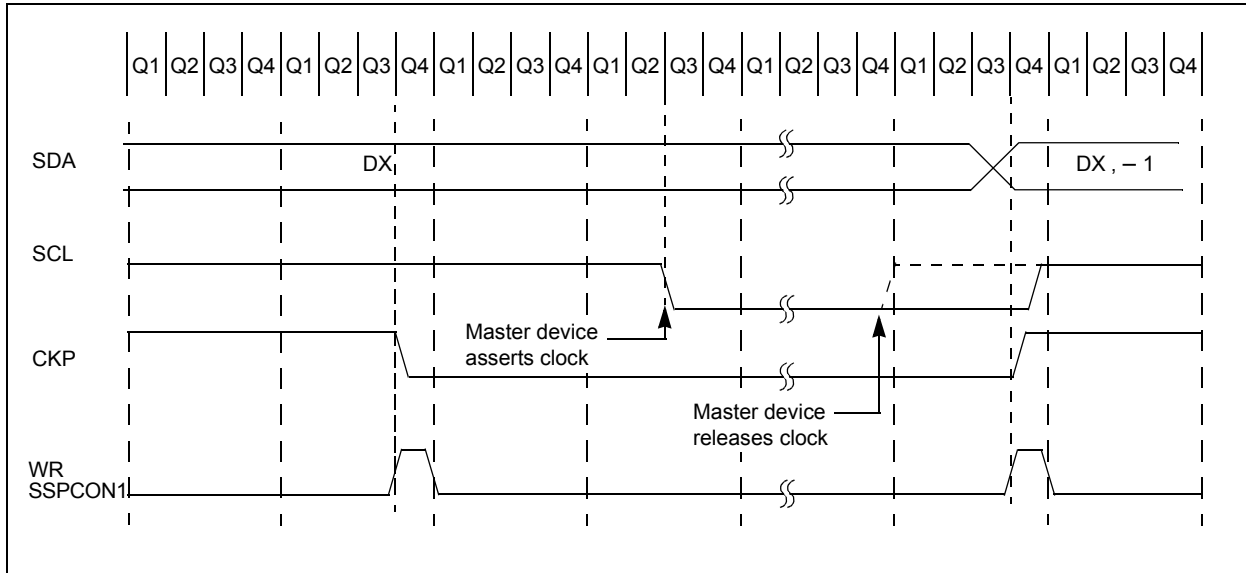 Q1 Q2 Q3 Q4 Q1 Q2 Q3 Q4 Q1 Q2 Q3 Q4 Q1 Q2 Q3 Q4 Q1 Q2 Q3 Q4 Q1 Q2 Q3 Q4 Q1 Q2 Q3 Q4
SDA
DX
DX , – 1
SCL
Master device
asserts clock
CKP
Master device
releases clock
WR
SSPCON1